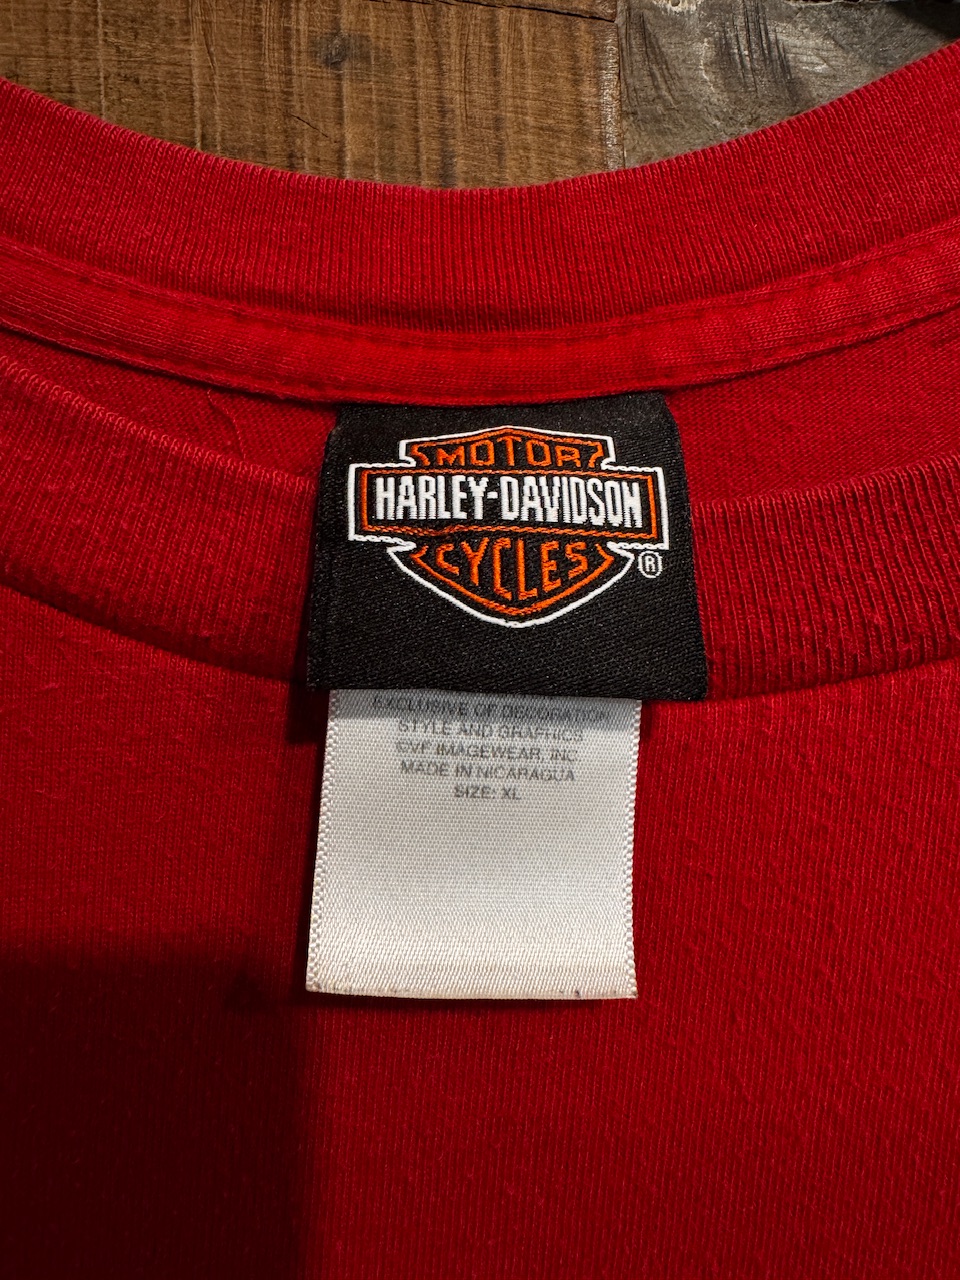 MOTOR
HARLEY-DAVIDSON
CYCLES
®
EXCLUSIVE OF DECORATION
STYLE AND GRAPHICS
©VF IMAGEWEAR, INC.
MADE IN NICARAGUA
SIZE: XL